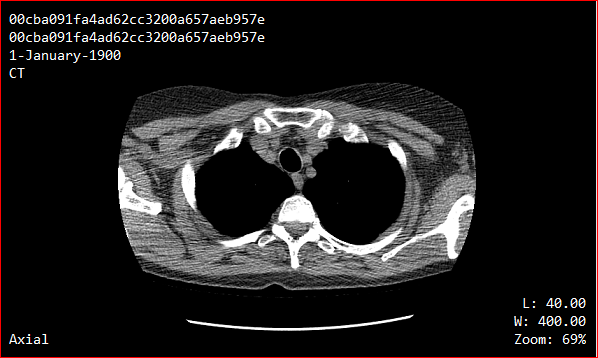 00cba091fa4ad62cc3200a657aeb957e
00cba091fa4ad62cc3200a657aeb957e
1-January-1900
CT
L: 40.00
W: 400.00
Axial
Zoom: 69%